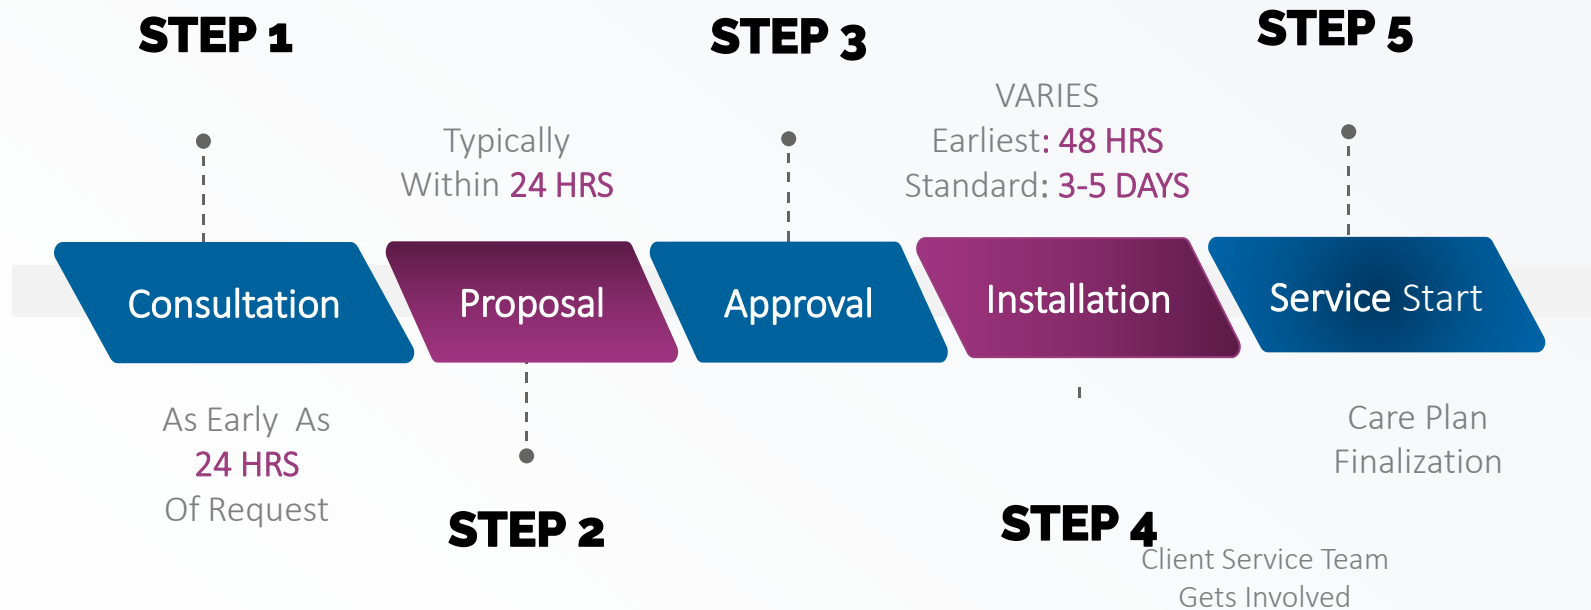 STEP 1
STEP 3
STEP 5
Typically
Within 24 HRS
VARIES
Earliest: 48 HRS
Standard: 3-5 DAYS
Consultation
Proposal
Approval
Installation
Service Start
As Early As
24 HRS
Of Request
Care Plan
Finalization
STEP 2
STEP 4
Client Service Team
Gets Involved